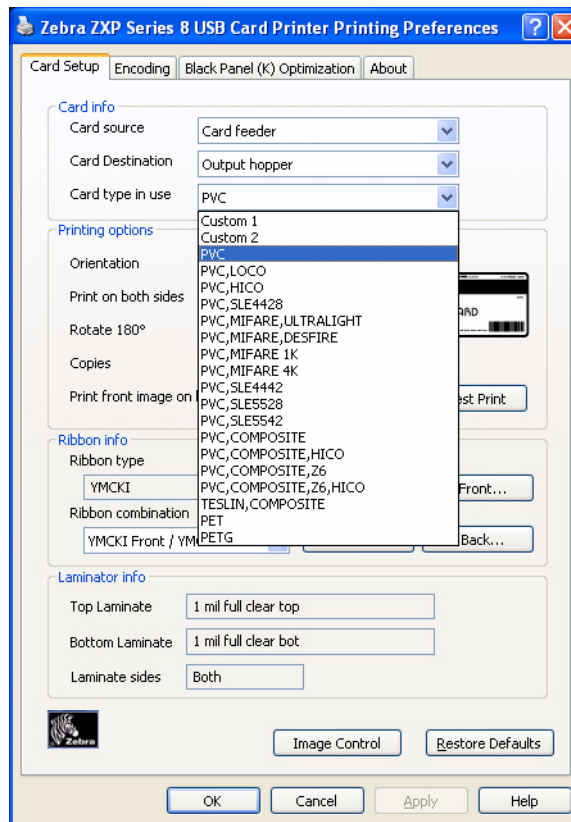 Zebra ZXP Series 8 USB Card Printer Printing Preferences
Card Setup Encoding Black Panel (K) Optimization About
Card info
Card source Card feeder
Card Destination Output hopper
Card type in use PVC
Custom 1
Custom 2
PVC
PVC,LOCO
PVC,HICO
PVC,SLE4428
PVC,MIFARE,ULTRALIGHT
PVC,MIFARE,DESFIRE
PVC,MIFARE 1K
PVC,MIFARE 4K
PVC,SLE4442
PVC,SLE5528
PVC,SLE5542
PVC,COMPOSITE
PVC,COMPOSITE,HICO
PVC,COMPOSITE,Z6
PVC,COMPOSITE,Z6,HICO
TESLIN,COMPOSITE
PET
PETG
Printing options
Orientation
Print on both sides
Rotate 180°
Copies
Print front image on
ARD
est Print
Ribbon info
Ribbon type
YMCKI
Front...
Ribbon combination
YMCKI Front / YM
Back...
Laminator info
Top Laminate 1 mil full clear top
Bottom Laminate 1 mil full clear bot
Laminate sides Both
Zebra
Image Control Restore Defaults
OK Cancel Apply Help